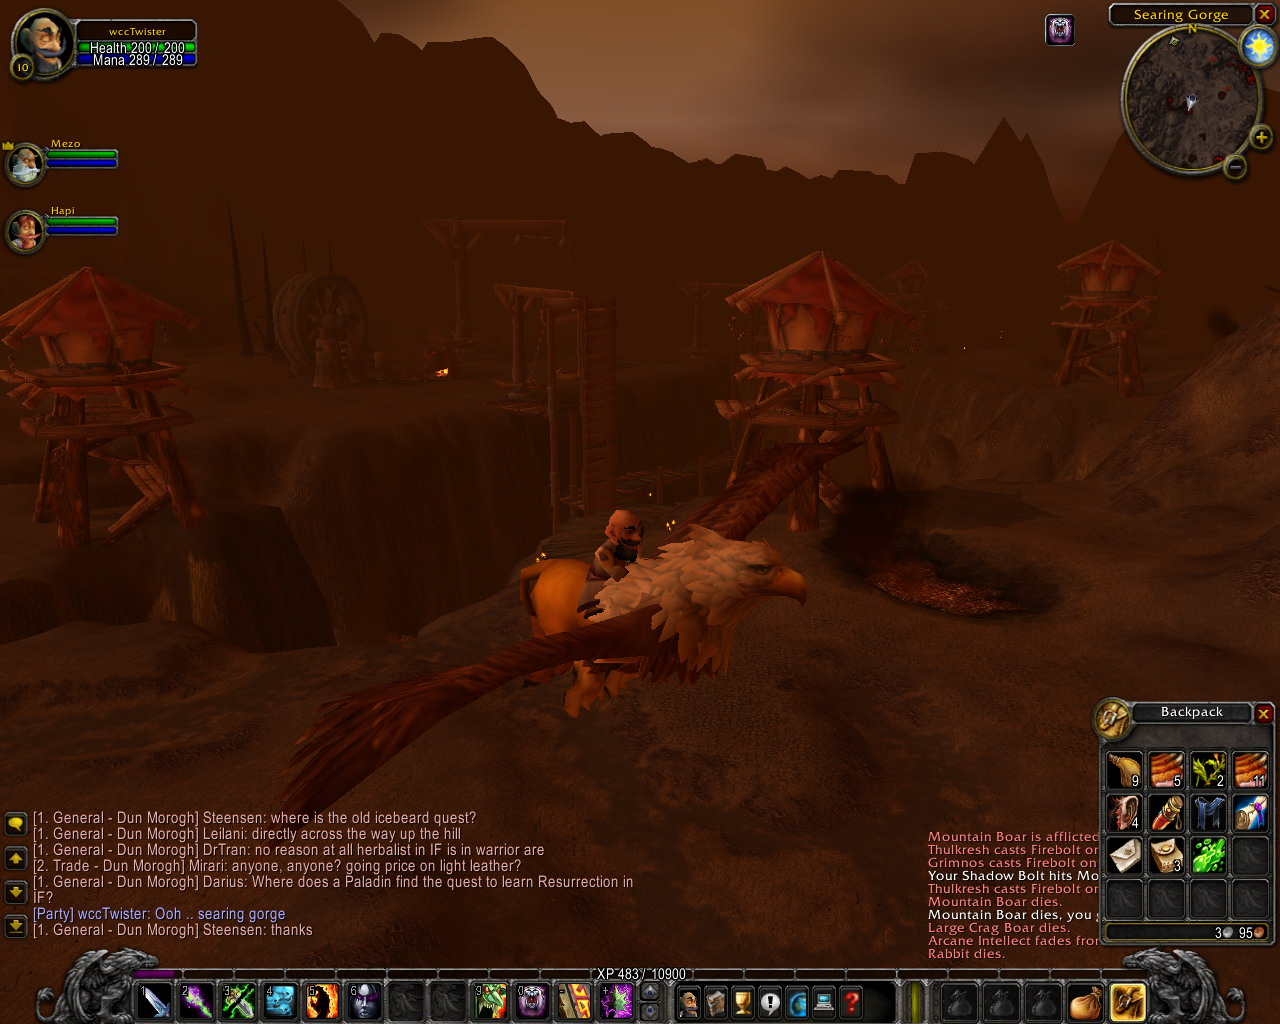 wccTwister
Health 200 / 200
Mana 289 / 289
10
Mezo
Hapi
Searing Gorge
N
Backpack
9
5
2
11
4
3
3 95
[1. General - Dun Morogh] Steensen: where is the old icebeard quest?
[1. General - Dun Morogh] Leilani: directly across the way up the hill
[1. General - Dun Morogh] DrTran: no reason at all herbalist in IF is in warrior are
[2. Trade - Dun Morogh] Mirari: anyone, anyone? going price on light leather?
[1. General - Dun Morogh] Darius: Where does a Paladin find the quest to learn Resurrection in
IF?
[Party] wccTwister: Ooh .. searing gorge
[1. General - Dun Morogh] Steensen: thanks
Mountain Boar is afflicted
Thulkresh casts Firebolt on
Grimnos casts Firebolt on
Your Shadow Bolt hits Mo
Thulkresh casts Firebolt on
Mountain Boar dies.
Mountain Boar dies, you
Large Crag Boar dies.
Arcane Intellect fades from
Rabbit dies.
XP 483 / 10900
1 2 3 4 5 6 9 0 - +
?